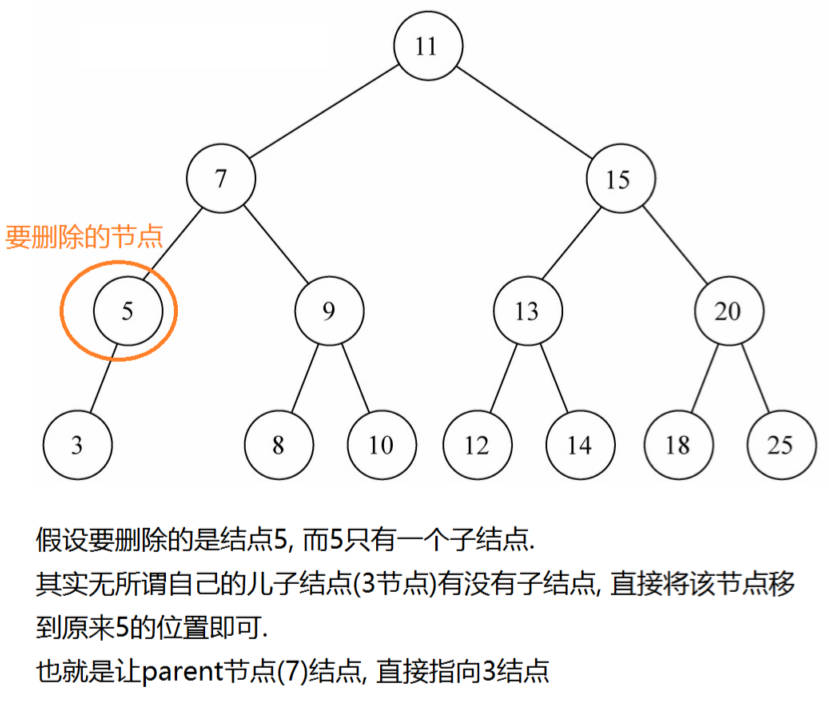 11
7
15
要删除的节点
5
9
13
20
3
8
10
12
14
18
25
假设要删除的是结点5, 而5只有一个子结点.
其实无所谓自己的儿子结点(3节点)有没有子结点, 直接将该节点移
到原来5的位置即可.
也就是让parent节点(7)结点, 直接指向3结点